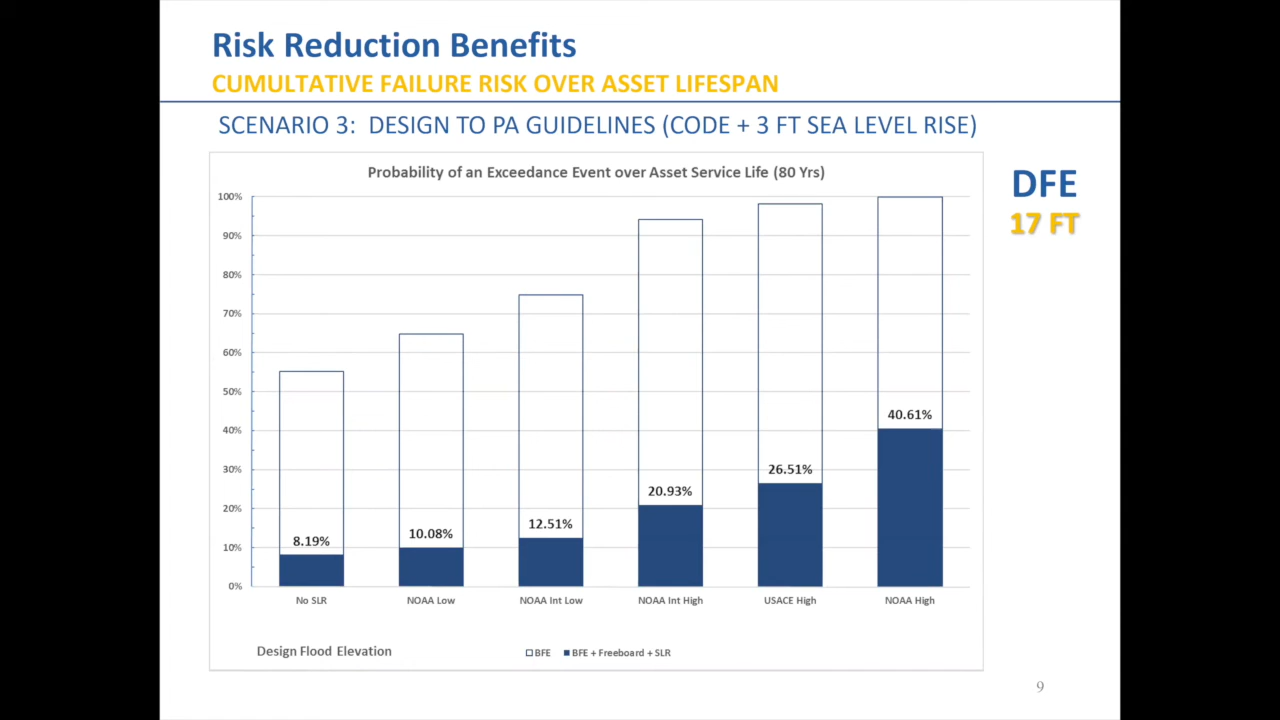 Risk Reduction Benefits
CUMULTATIVE FAILURE RISK OVER ASSET LIFESPAN
SCENARIO 3: DESIGN TO PA GUIDELINES (CODE + 3 FT SEA LEVEL RISE)
DFE
17 FT
Probability of an Exceedance Event over Asset Service Life (80 Yrs)
100%
90%
80%
70%
60%
50%
40%
30%
20%
10%
0%
8.19%
10.08%
12.51%
20.93%
26.51%
40.61%
No SLR
NOAA Low
NOAA Int Low
NOAA Int High
USACE High
NOAA High
Design Flood Elevation
BFE
BFE + Freeboard + SLR
9